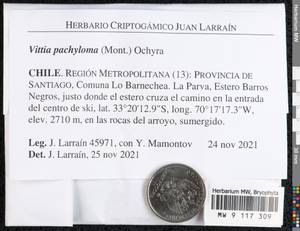 HERBARIO CRIPTOGÁMICO JUAN LARRAÍN
Vittia pachyloma (Mont.) Ochyra
CHILE. REGIÓN METROPOLITANA (13): PROVINCIA DE
SANTIAGO, Comuna Lo Barnechea. La Parva, Estero Barros
Negros, justo donde el estero cruza el camino en la entrada
del centro de ski, lat. 33°20'12.9"S, long. 70°17'17.3"W,
elev. 2710 m, en las rocas del arroyo, sumergido.
Leg. J. Larraín 45971, con Y. Mamontov 24 nov 2021
Det. J. Larraín, 25 nov 2021
Herbarium MW, Bryophyta
MW 9 117 309